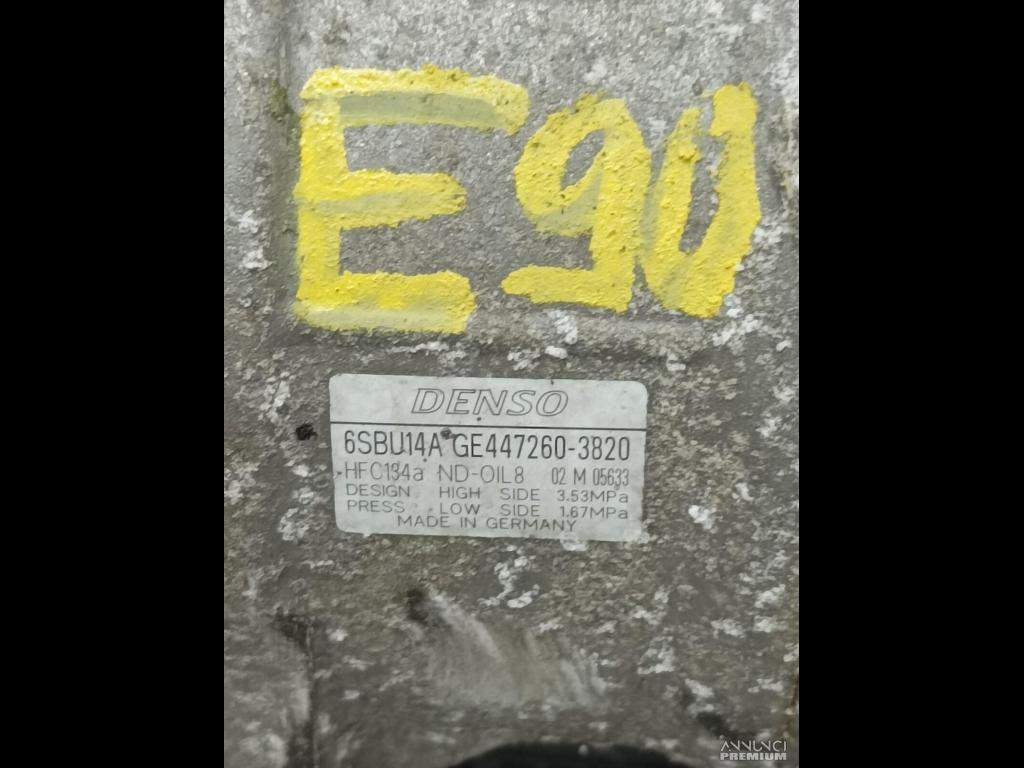 E90
DENSO
6SBU14A GE447260-3820
HFC134a ND-OIL8 02 M 05633
DESIGN HIGH SIDE 3.53MPa
PRESS LOW SIDE 1.67MPa
MADE IN GERMANY
ANNUNCI
PREMIUM